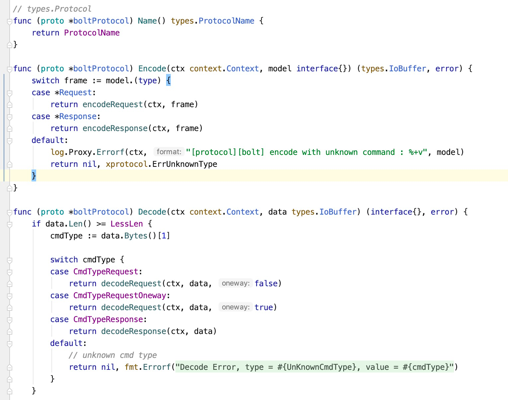 // types.Protocol
func (proto *boltProtocol) Name() types.ProtocolName {
    return ProtocolName
}
func (proto *boltProtocol) Encode(ctx context.Context, model interface{}) (types.IoBuffer, error) {
    switch frame := model.(type) {
    case *Request:
        return encodeRequest(ctx, frame)
    case *Response:
        return encodeResponse(ctx, frame)
    default:
        log.Proxy.Errorf(ctx, format: "[protocol][bolt] encode with unknown command : %+v", model)
        return nil, xprotocol.ErrUnknownType
    }
}
func (proto *boltProtocol) Decode(ctx context.Context, data types.IoBuffer) (interface{}, error) {
    if data.Len() >= LessLen {
        cmdType := data.Bytes()[1]
        switch cmdType {
        case CmdTypeRequest:
            return decodeRequest(ctx, data, oneway: false)
        case CmdTypeRequestOneway:
            return decodeRequest(ctx, data, oneway: true)
        case CmdTypeResponse:
            return decodeResponse(ctx, data)
        default:
            // unknown cmd type
            return nil, fmt.Errorf("Decode Error, type = #{UnKnownCmdType}, value = #{cmdType}")
        }
    }